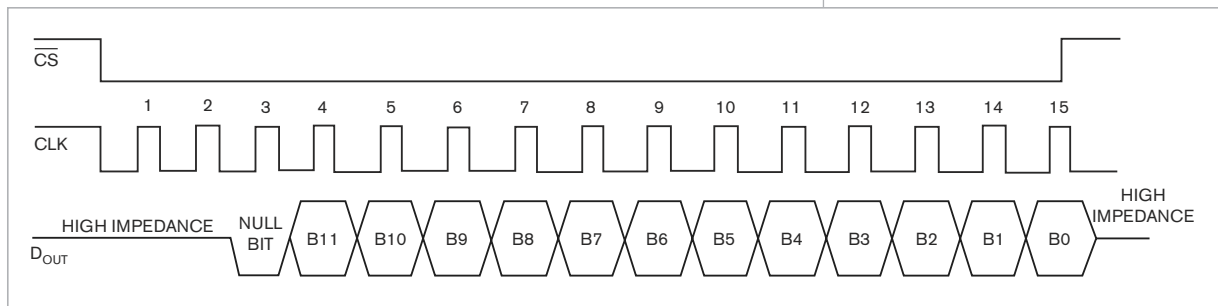 CS
1 2 3 4 5 6 7 8 9 10 11 12 13 14 15
CLK
HIGH IMPEDANCE
NULL
BIT
B11 B10 B9 B8 B7 B6 B5 B4 B3 B2 B1 B0
HIGH
IMPEDANCE
DOUT